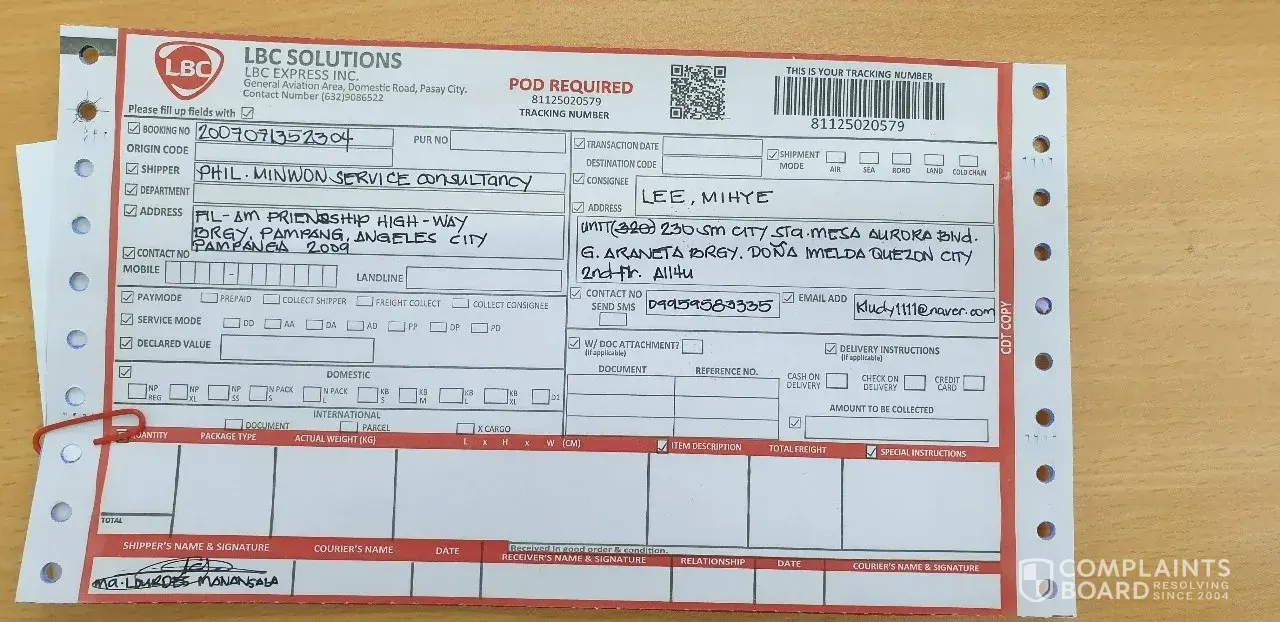 LBC
LBC SOLUTIONS
LBC EXPRESS INC.
General Aviation Area, Domestic Road, Pasay City.
Contact Number (632)9086522
POD REQUIRED
81125020579
TRACKING NUMBER
THIS IS YOUR TRACKING NUMBER
81125020579
Please fill up fields with
BOOKING NO 2007071352304 PUR NO
ORIGIN CODE
SHIPPER PHIL. MINWON SERVICE CONSULTANCY
DEPARTMENT
ADDRESS FIL-AM FRIENDSHIP HIGH-WAY
BRGY, PAMPANG, ANGELES CITY
PAMPANGA 2009
CONTACT NO
MOBILE LANDLINE
PAYMODE PREPAID COLLECT SHIPPER FREIGHT COLLECT COLLECT CONSIGNEE
SERVICE MODE DD AA DA AD PP DP PD
DECLARED VALUE
DOMESTIC
NP REG NP XL NP SS N PACK S N PACK L KB S KB M KB L KB XL D1
INTERNATIONAL
DOCUMENT PARCEL X CARGO
TRANSACTION DATE SHIPMENT MODE AIR SEA RORO LAND COLD CHAIN
DESTINATION CODE
CONSIGNEE LEE, MIHYE
ADDRESS
UNIT(320) 230 SM CITY STA. MESA AURORA BLVD.
G. ARANETA BRGY. DOÑA IMELDA QUEZON CITY
2nd flr. All4U
CONTACT NO 09959583335 EMAIL ADD Kludy1111@naver.com
SEND SMS
W/ DOC ATTACHMENT? DELIVERY INSTRUCTIONS
(if applicable) (if applicable)
DOCUMENT REFERENCE NO. CASH ON DELIVERY CHECK ON DELIVERY CREDIT CARD
AMOUNT TO BE COLLECTED
CDT COPY
QUANTITY PACKAGE TYPE ACTUAL WEIGHT (KG) L x H x W (CM) ITEM DESCRIPTION TOTAL FREIGHT SPECIAL INSTRUCTIONS
TOTAL
Received in good order & condition.
SHIPPER'S NAME & SIGNATURE COURIER'S NAME DATE RECEIVER'S NAME & SIGNATURE RELATIONSHIP DATE COURIER'S NAME & SIGNATURE
MA. LOURDES MANANSALA
COMPLAINTS
BOARD RESOLVING
SINCE 2004